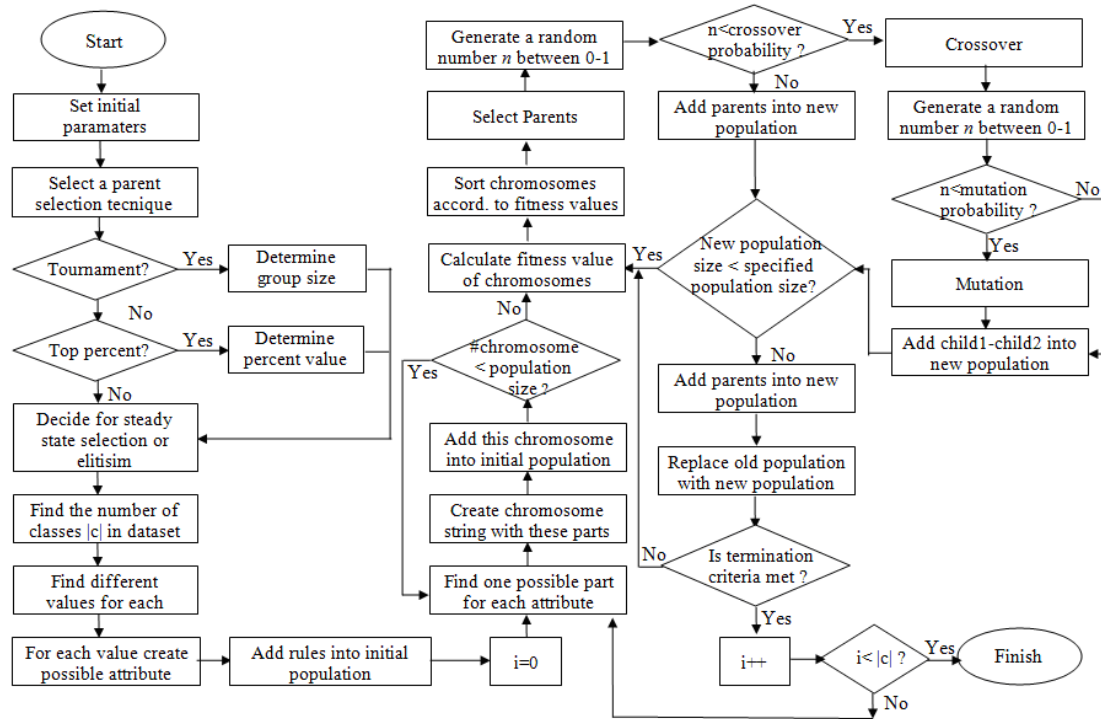 Start
Set initial
paramaters
Select a parent
selection tecnique
Tournament?
Yes
Determine
group size
No
Top percent?
Yes
Determine
percent value
No
Decide for steady
state selection or
elitisim
Find the number of
classes |c| in dataset
Find different
values for each
For each value create
possible attribute
Add rules into initial
population
i=0
Find one possible part
for each attribute
Create chromosome
string with these parts
Add this chromosome
into initial population
#chromosome
< population
size ?
Yes
No
Calculate fitness value
of chromosomes
Sort chromosomes
accord. to fitness values
Select Parents
Generate a random
number n between 0-1
n<crossover
probability ?
Yes
No
Crossover
Generate a random
number n between 0-1
n<mutation
probability ?
No
Yes
Mutation
Add child1-child2 into
new population
Add parents into new
population
New population
size < specified
population size?
Yes
No
Add parents into new
population
Replace old population
with new population
Is termination
criteria met ?
No
Yes
i++
i< |c| ?
Yes
No
Finish